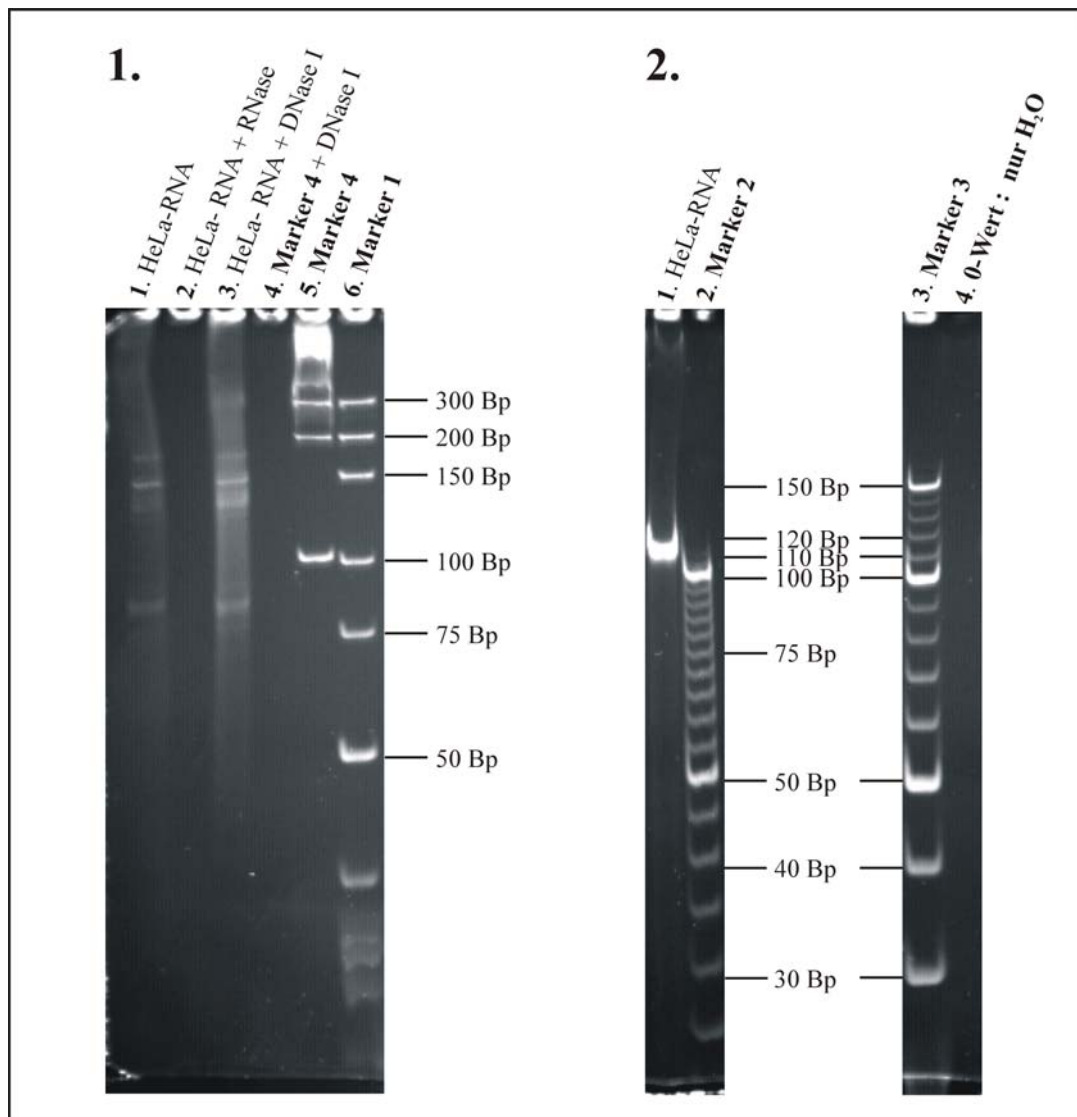 1.
1. HeLa-RNA
2. HeLa- RNA + RNase
3. HeLa- RNA + DNase I
4. Marker 4 + DNase I
5. Marker 4
6. Marker 1
300 Bp
200 Bp
150 Bp
100 Bp
75 Bp
50 Bp
2.
1. HeLa-RNA
2. Marker 2
3. Marker 3
4. 0-Wert : nur H₂O
150 Bp
120 Bp
110 Bp
100 Bp
75 Bp
50 Bp
40 Bp
30 Bp